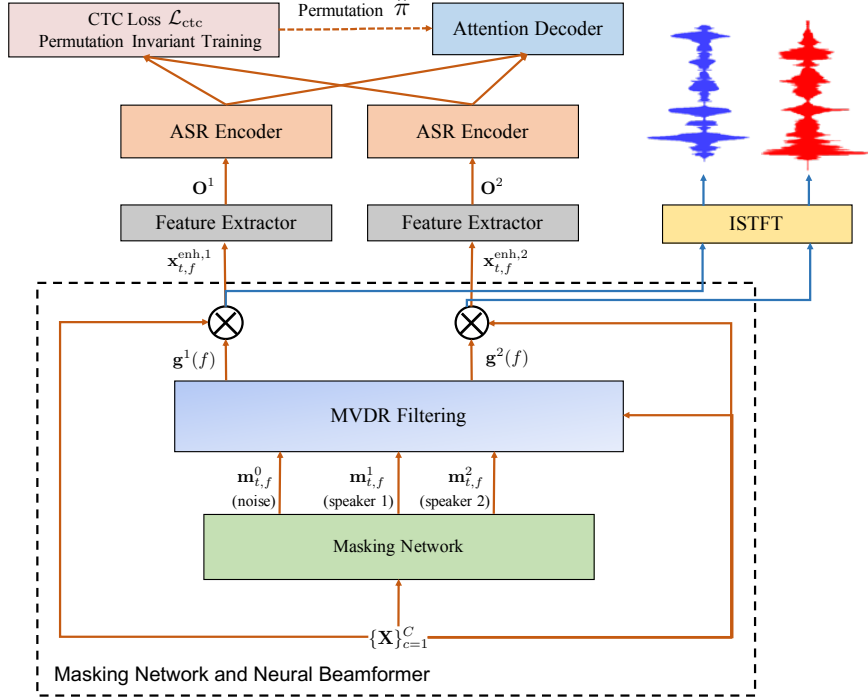 CTC Loss $\mathcal{L}_{\mathrm{ctc}}$
Permutation Invariant Training
Permutation $\hat{\pi}$
Attention Decoder
ASR Encoder
ASR Encoder
$\mathbf{O}^1$
$\mathbf{O}^2$
Feature Extractor
Feature Extractor
ISTFT
$\mathbf{x}_{t,f}^{\mathrm{enh},1}$
$\mathbf{x}_{t,f}^{\mathrm{enh},2}$
$\mathbf{g}^1(f)$
$\mathbf{g}^2(f)$
MVDR Filtering
$\mathbf{m}_{t,f}^0$
(noise)
$\mathbf{m}_{t,f}^1$
(speaker 1)
$\mathbf{m}_{t,f}^2$
(speaker 2)
Masking Network
$\{\mathbf{X}\}_{c=1}^C$
Masking Network and Neural Beamformer